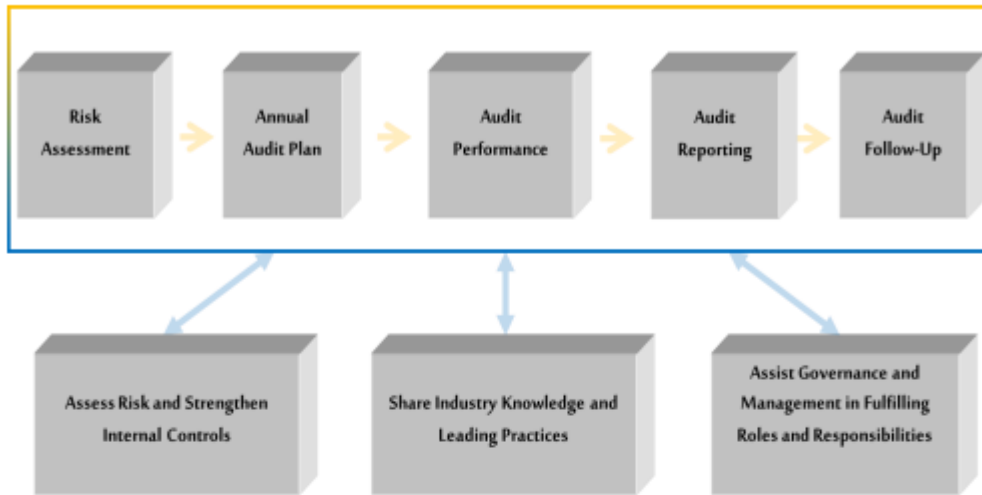 Risk
Assessment
Annual
Audit Plan
Audit
Performance
Audit
Reporting
Audit
Follow-Up
Assess Risk and Strengthen
Internal Controls
Share Industry Knowledge and
Leading Practices
Assist Governance and
Management in Fulfilling
Roles and Responsibilities